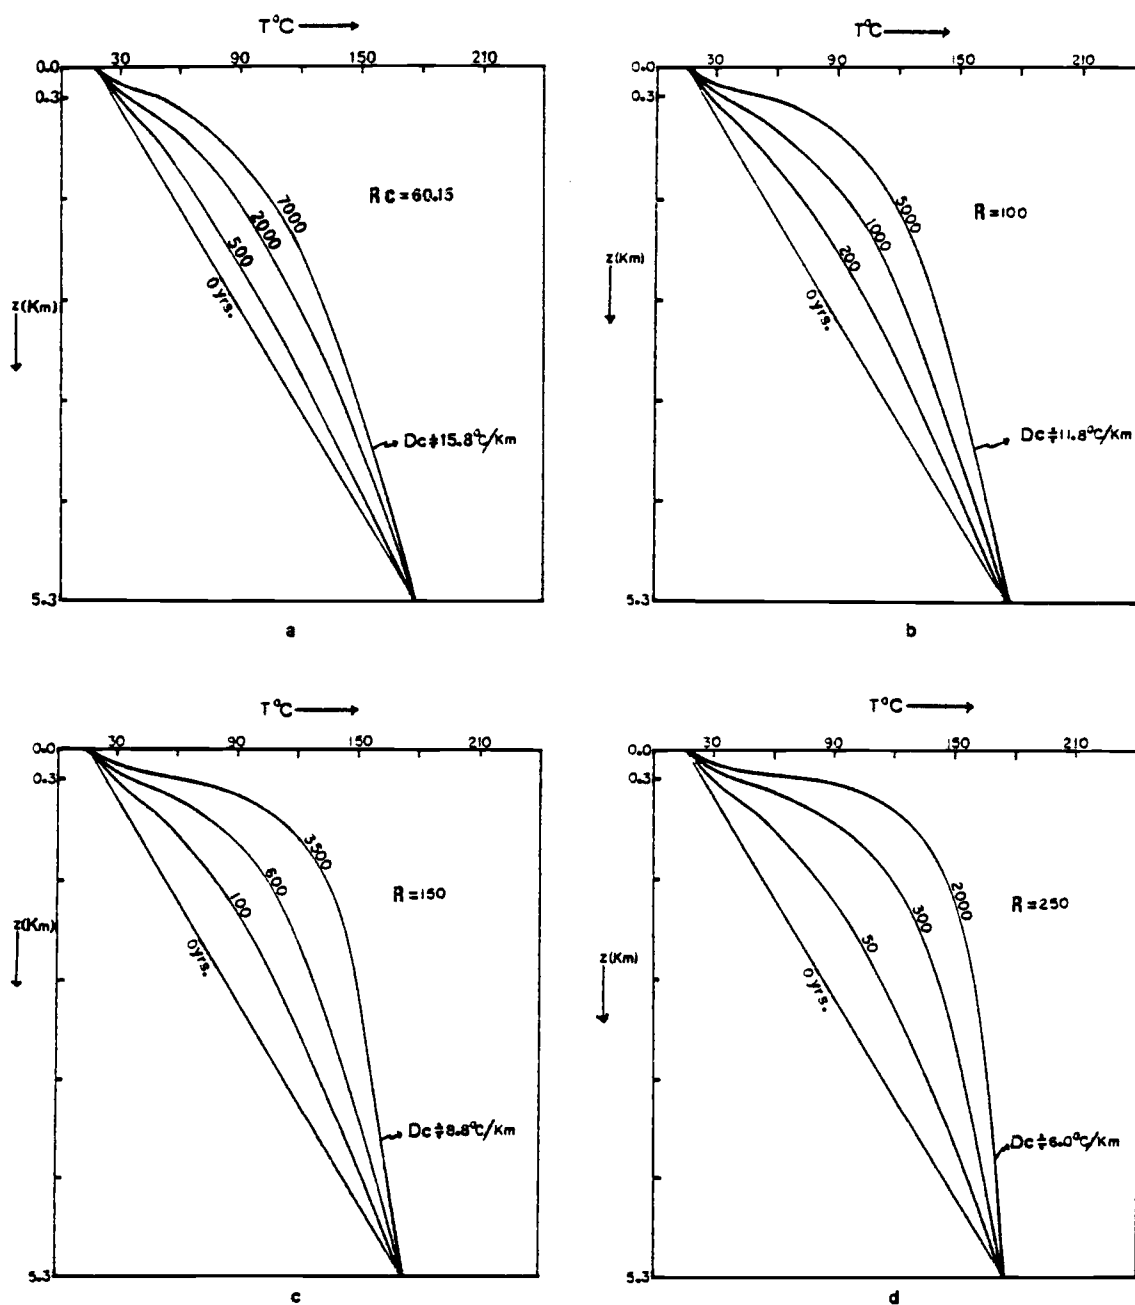 T°C
30 90 150 210
0.0
0.3
Rc=60.15
7000
2000
500
0 yrs.
z(Km)
Dc≑15.8°C/Km
5.3
a
T°C
30 90 150 210
0.0
0.3
5000
R=100
1000
200
z(Km)
0 yrs.
Dc≑11.8°C/Km
5.3
b
T°C
30 90 150 210
0.0
0.3
3500
600
R=150
100
z(Km)
0 yrs.
Dc≑8.8°C/Km
5.3
c
T°C
30 90 150 210
0.0
0.3
2000
R=250
300
50
z(Km)
0 yrs.
Dc≑6.0°C/Km
5.3
d